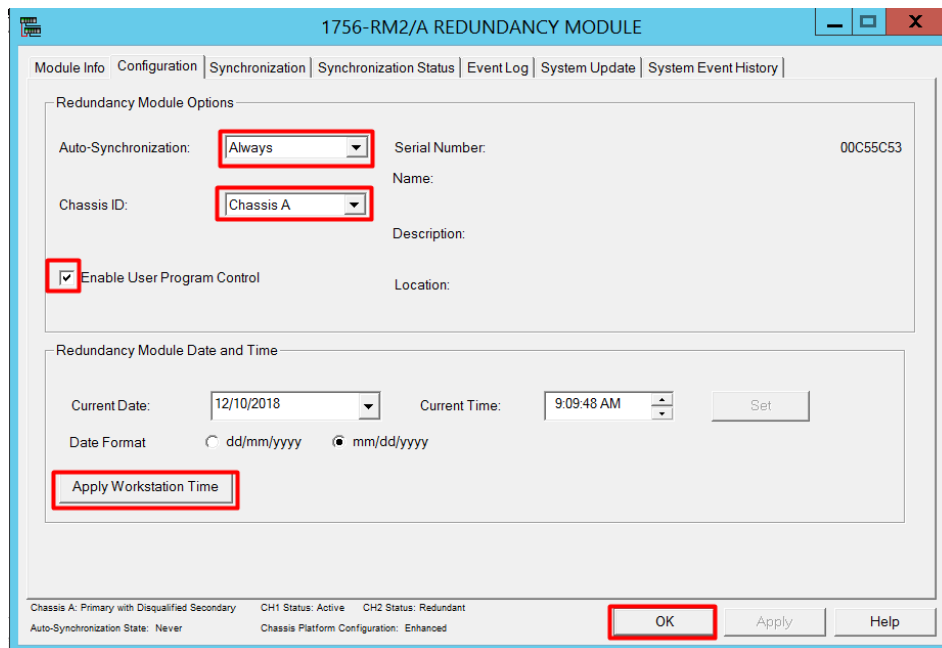 1756-RM2/A REDUNDANCY MODULE
Module Info Configuration Synchronization Synchronization Status Event Log System Update System Event History
Redundancy Module Options
Auto-Synchronization: Always Serial Number: 00C55C53
Name:
Chassis ID: Chassis A
Description:
Enable User Program Control
Location:
Redundancy Module Date and Time
Current Date: 12/10/2018 Current Time: 9:09:48 AM Set
Date Format dd/mm/yyyy mm/dd/yyyy
Apply Workstation Time
Chassis A: Primary with Disqualified Secondary CH1 Status: Active CH2 Status: Redundant
Auto-Synchronization State: Never Chassis Platform Configuration: Enhanced
OK Apply Help